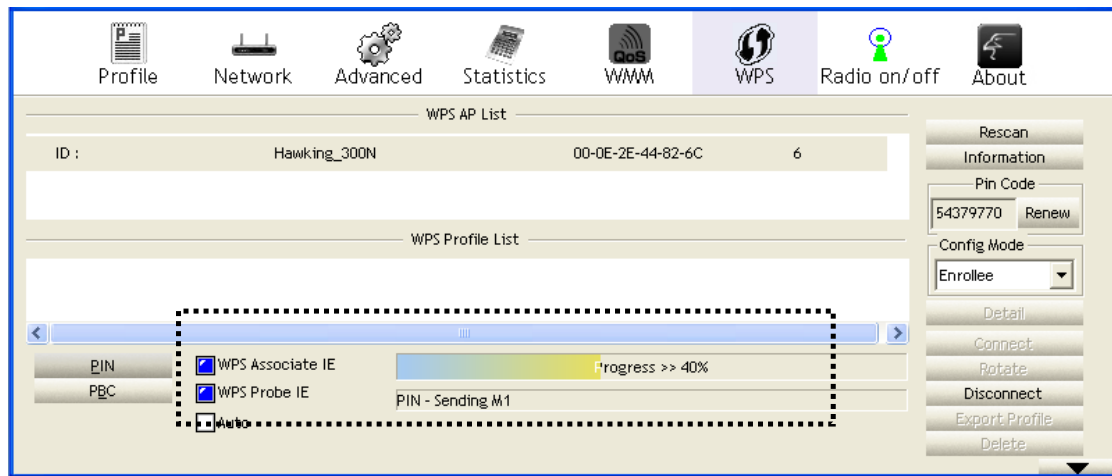 Profile Network Advanced Statistics QoS WMM WPS Radio on/off About
WPS AP List
ID : Hawking_300N 00-0E-2E-44-82-6C 6
WPS Profile List
PIN
PBC
WPS Associate IE
WPS Probe IE
Auto
Progress >> 40%
PIN - Sending M1
Rescan
Information
Pin Code
54379770 Renew
Config Mode
Enrollee
Detail
Connect
Rotate
Disconnect
Export Profile
Delete